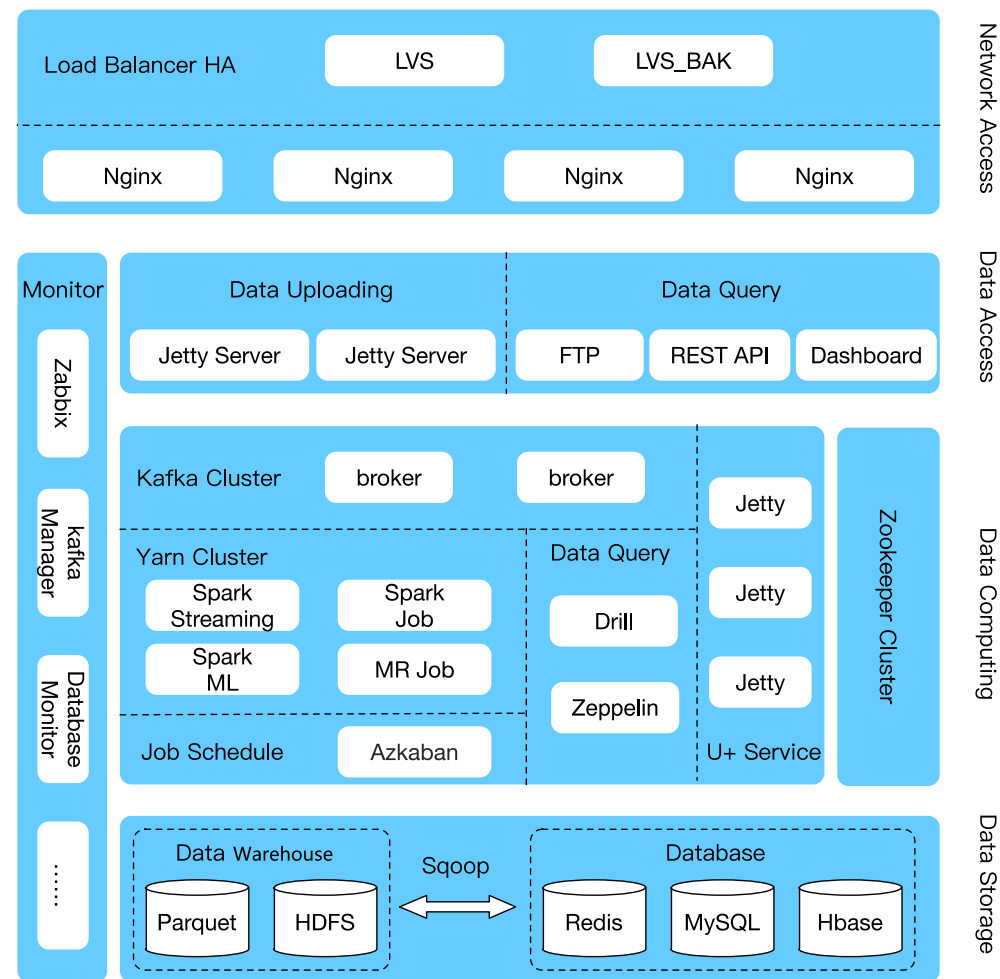 Load Balancer HA
LVS
LVS_BAK
Nginx
Nginx
Nginx
Nginx
Network Access
Monitor
Zabbix
kafka
Manager
Database
Monitor
......
Data Uploading
Jetty Server
Jetty Server
Data Query
FTP
REST API
Dashboard
Data Access
Kafka Cluster
broker
broker
Yarn Cluster
Spark
Streaming
Spark
Job
Spark
ML
MR Job
Job Schedule
Azkaban
Data Query
Drill
Zeppelin
Jetty
Jetty
Jetty
U+ Service
Zookeeper Cluster
Data Computing
Data Warehouse
Parquet
HDFS
Sqoop
Database
Redis
MySQL
Hbase
Data Storage